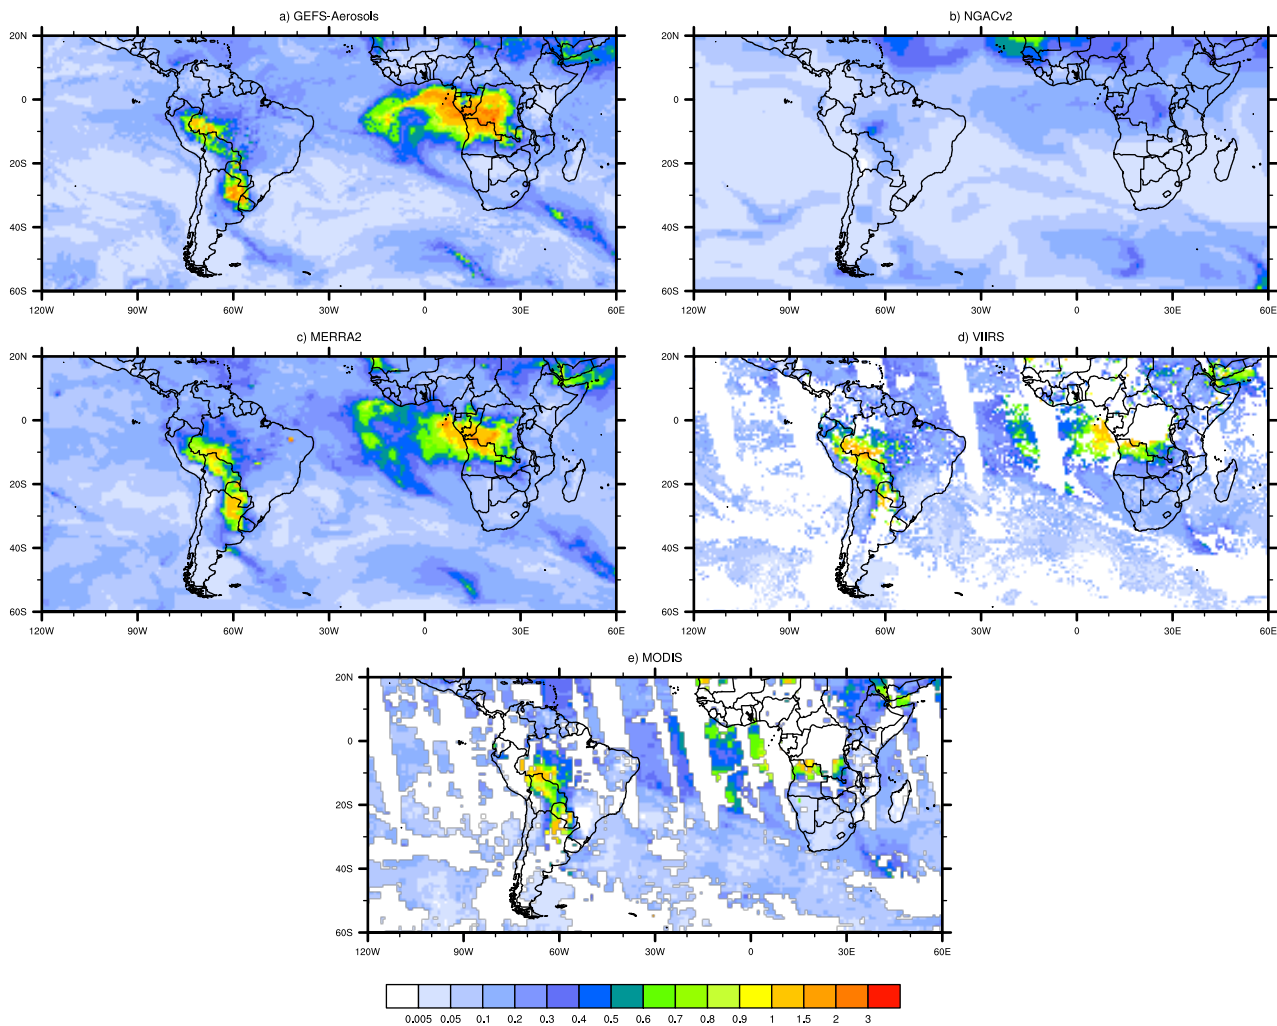 a) GEFS-Aerosols
b) NGACv2
20N
0
20S
40S
60S
120W 90W 60W 30W 0 30E 60E
20N
0
20S
40S
60S
120W 90W 60W 30W 0 30E 60E
c) MERRA2
d) VIIRS
20N
0
20S
40S
60S
120W 90W 60W 30W 0 30E 60E
20N
0
20S
40S
60S
120W 90W 60W 30W 0 30E 60E
e) MODIS
20N
0
20S
40S
60S
120W 90W 60W 30W 0 30E 60E
0.005 0.05 0.1 0.2 0.3 0.4 0.5 0.6 0.7 0.8 0.9 1 1.5 2 3